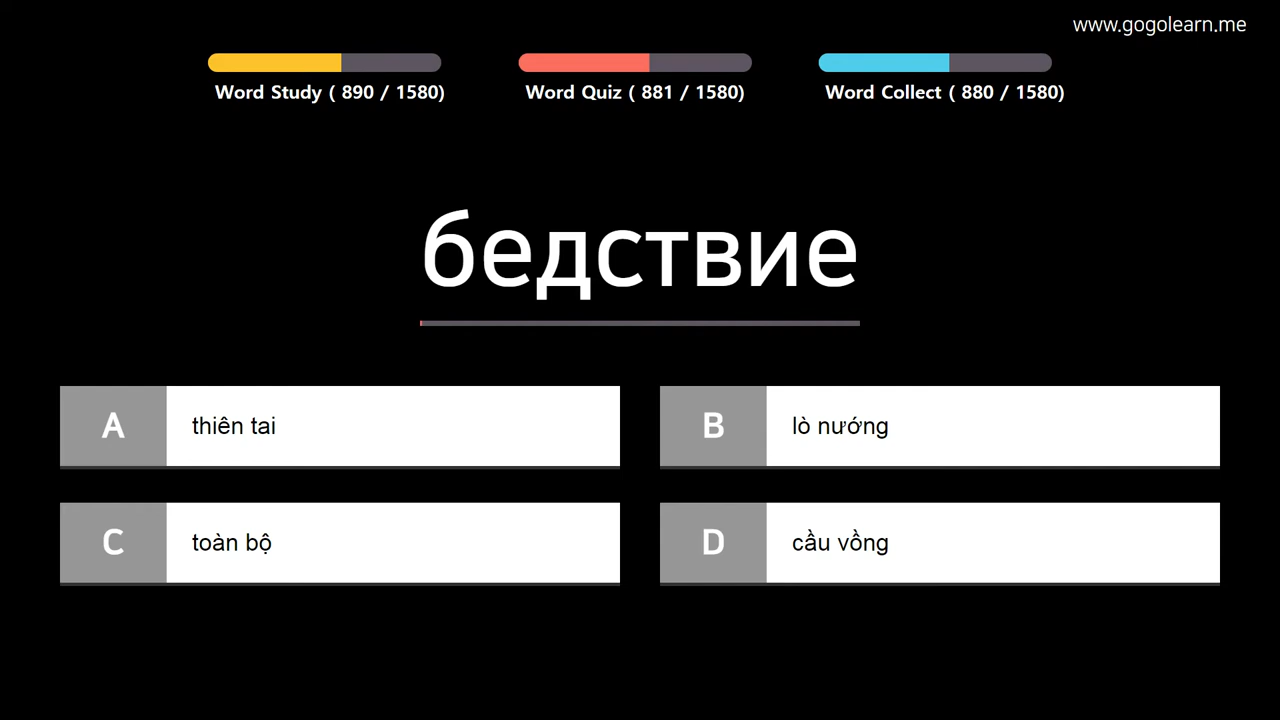 www.gogolearn.me
Word Study ( 890 / 1580)
Word Quiz ( 881 / 1580)
Word Collect ( 880 / 1580)
бедствие
A thiên tai
B lò nướng
C toàn bộ
D cầu vồng